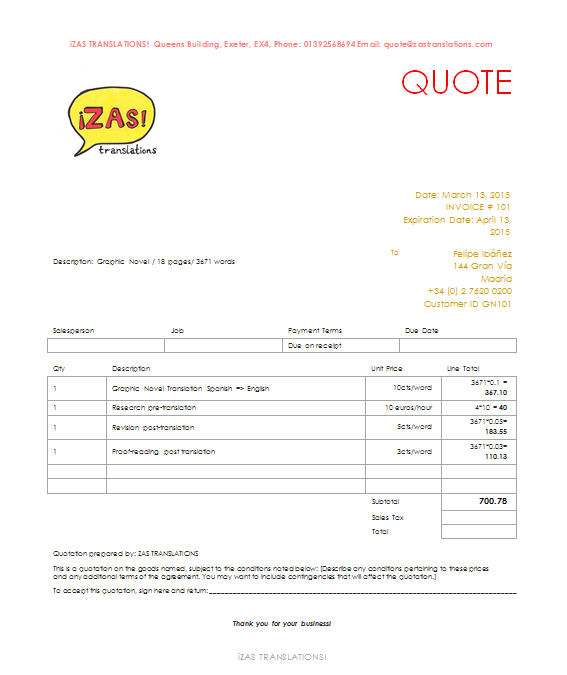 ¡ZAS TRANSLATIONS! Queens Building, Exeter, EX4, Phone: 01392568694 Email: quote@zastranslations.com
QUOTE
¡ZAS!
translations
Date: March 13, 2015
INVOICE # 101
Expiration Date: April 13,
2015
Description: Graphic Novel / 18 pages/ 3671 words
To
Felipe Ibáñez
144 Gran Vía
Madrid
+34 (0) 2 7620 0200
Customer ID GN101
Salesperson Job Payment Terms Due Date
Due on receipt
Qty Description Unit Price Line Total
1 Graphic Novel Translation Spanish => English 10cts/word 3671*0.1 =
367.10
1 Research pre-translation 10 euros/hour 4*10 = 40
1 Revision post-translation 5cts/word 3671*0.05=
183.55
1 Proof-reading post translation 3cts/word 3671*0.03=
110.13
Subtotal 700.78
Sales Tax
Total
Quotation prepared by: ZAS TRANSLATIONS
This is a quotation on the goods named, subject to the conditions noted below: [Describe any conditions pertaining to these prices
and any additional terms of the agreement. You may want to include contingencies that will affect the quotation.]
To accept this quotation, sign here and return:
Thank you for your business!
¡ZAS TRANSLATIONS!